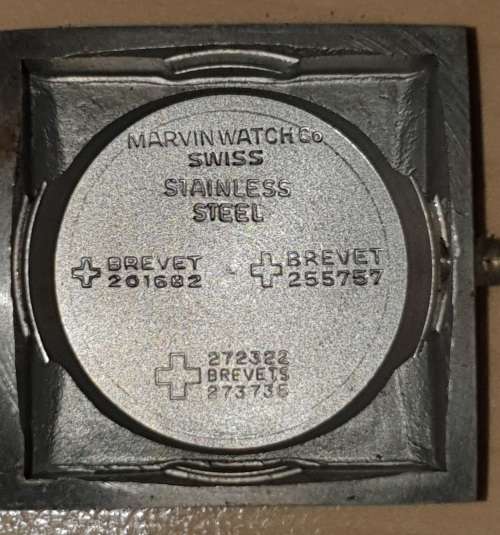 MARVIN WATCH Co
SWISS
STAINLESS
STEEL
BREVET
201682
BREVET
255757
272322
BREVETS
273736